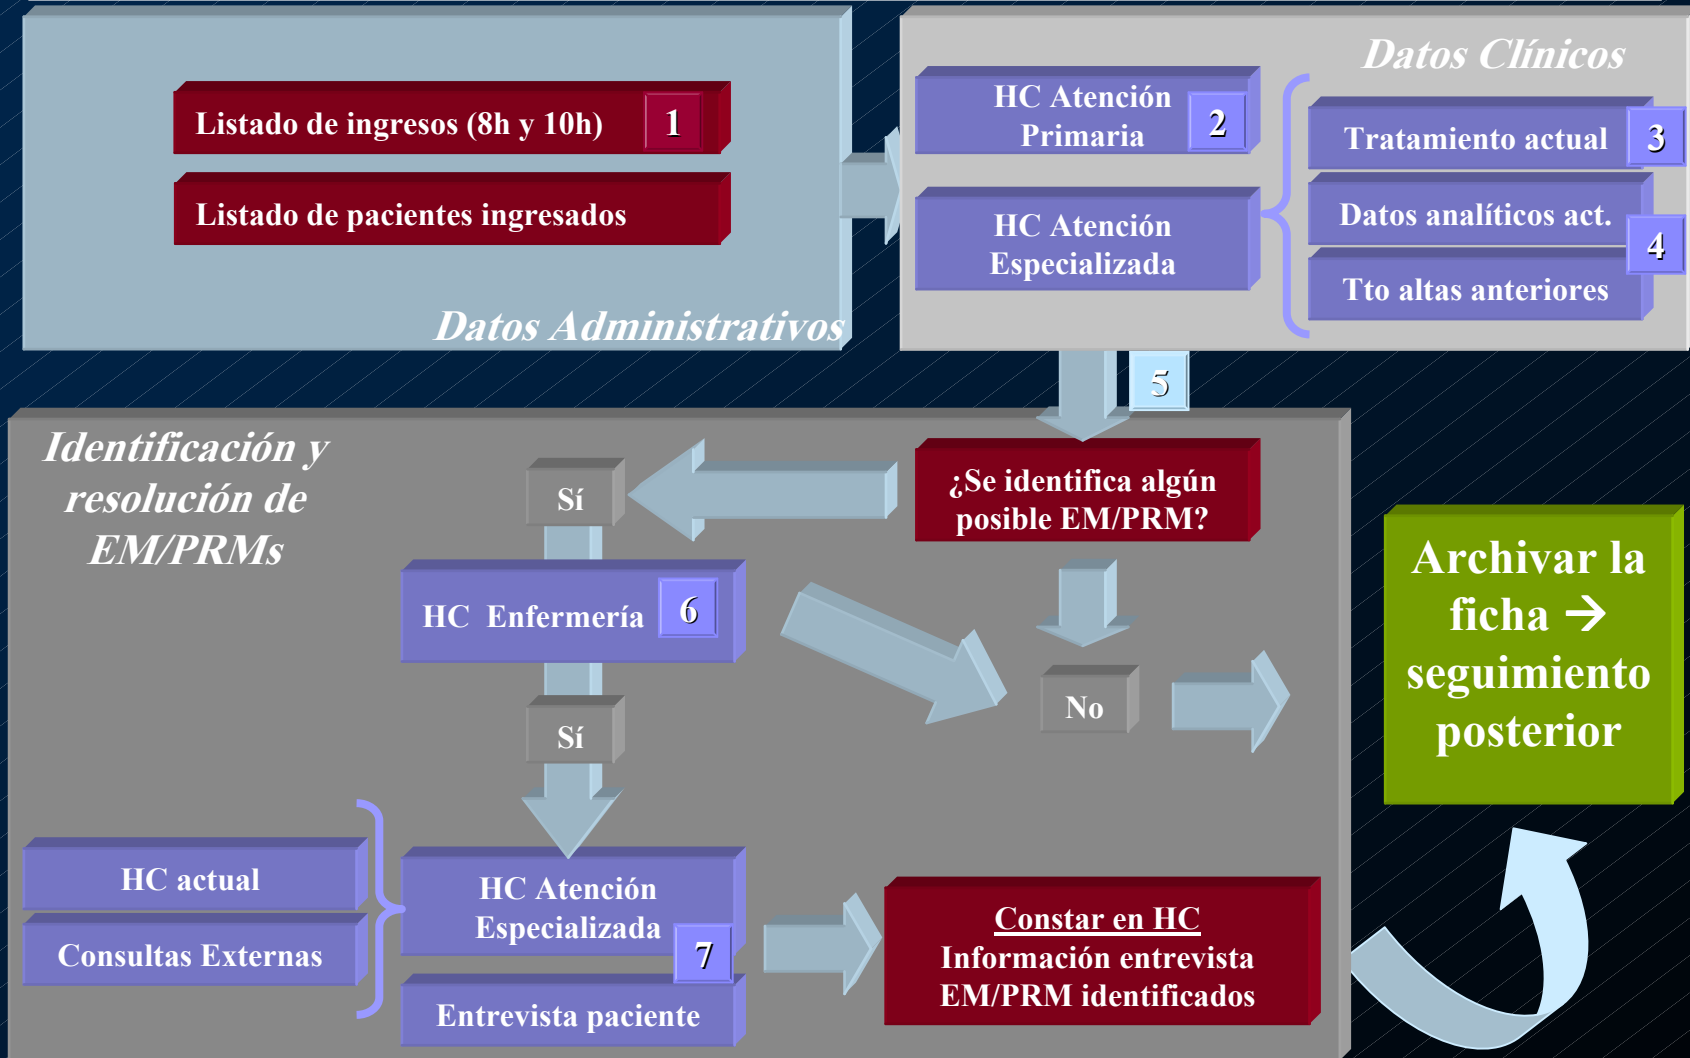 Listado de ingresos (8h y 10h)
1
Listado de pacientes ingresados
Datos Administrativos
Datos Clínicos
HC Atención
Primaria
2
HC Atención
Especializada
Tratamiento actual
3
Datos analíticos act.
4
Tto altas anteriores
5
Identificación y
resolución de
EM/PRMs
¿Se identifica algún
posible EM/PRM?
Sí
HC Enfermería
6
No
Sí
HC actual
Consultas Externas
HC Atención
Especializada
7
Entrevista paciente
Constar en HC
Información entrevista
EM/PRM identificados
Archivar la
ficha →
seguimiento
posterior